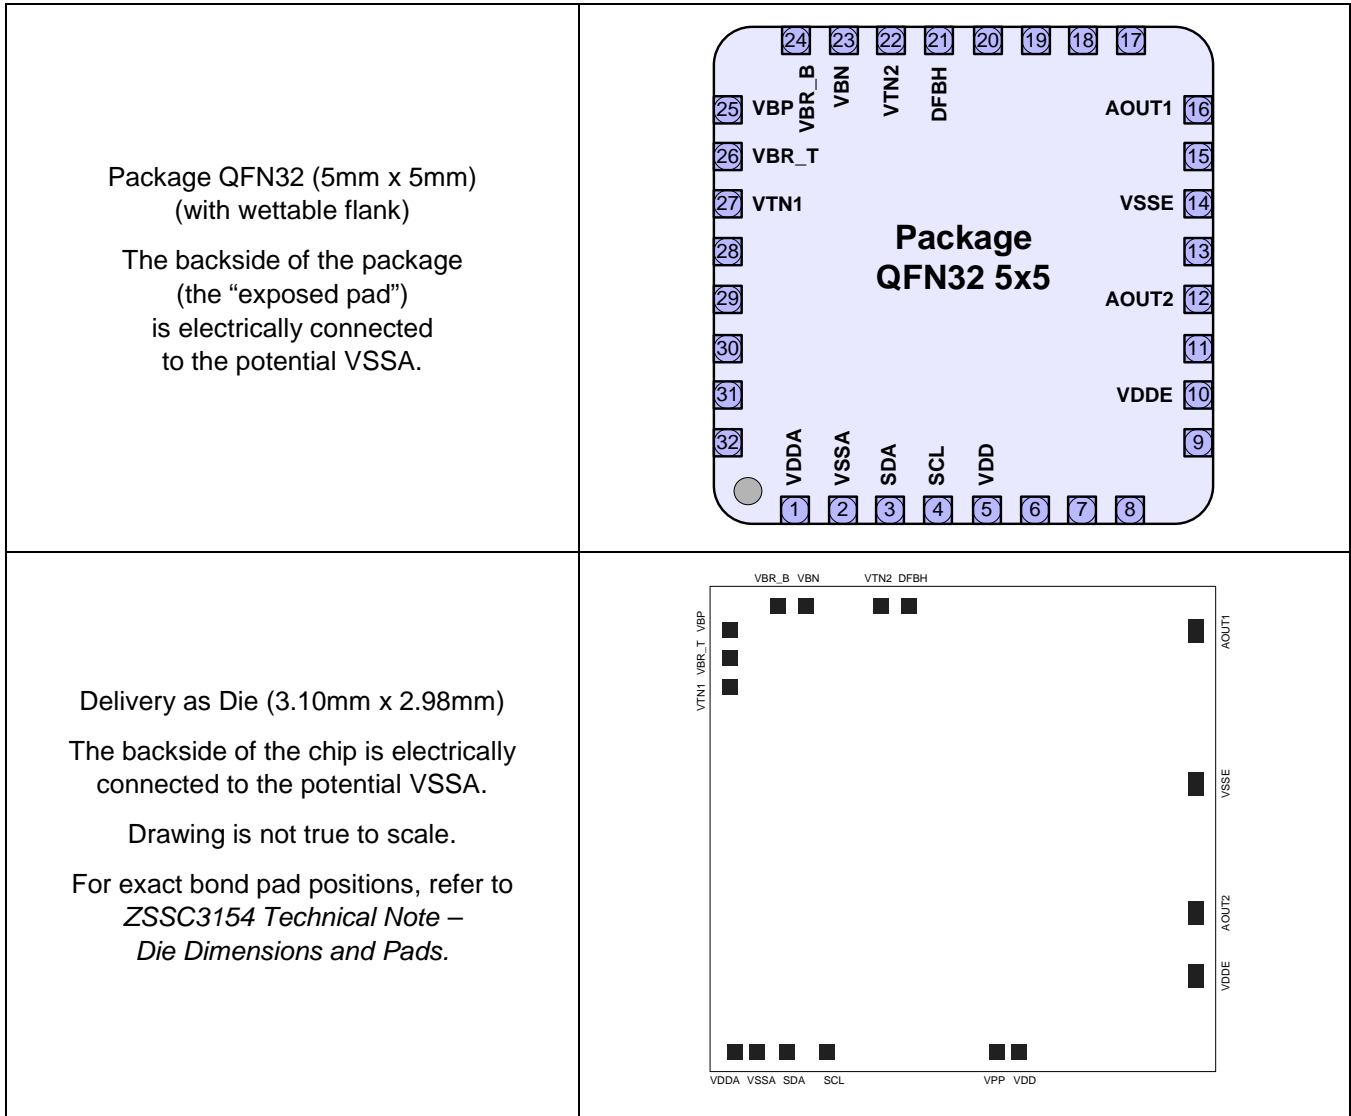 Package QFN32 (5mm x 5mm)
(with wettable flank)
The backside of the package
(the “exposed pad”)
is electrically connected
to the potential VSSA.
24 23 22 21 20 19 18 17
VBR_B VBN VTN2 DFBH
25 VBP
26 VBR_T
27 VTN1
28
29
30
31
32
AOUT1 16
15
VSSE 14
13
AOUT2 12
11
VDDE 10
9
Package
QFN32 5x5
VDDA VSSA SDA SCL VDD
1 2 3 4 5 6 7 8
Delivery as Die (3.10mm x 2.98mm)
The backside of the chip is electrically
connected to the potential VSSA.
Drawing is not true to scale.
For exact bond pad positions, refer to
ZSSC3154 Technical Note –
Die Dimensions and Pads.
VBR_B VBN VTN2 DFBH
VTN1 VBR_T VBP
AOUT1
VSSE
AOUT2
VDDE
VDDA VSSA SDA SCL VPP VDD